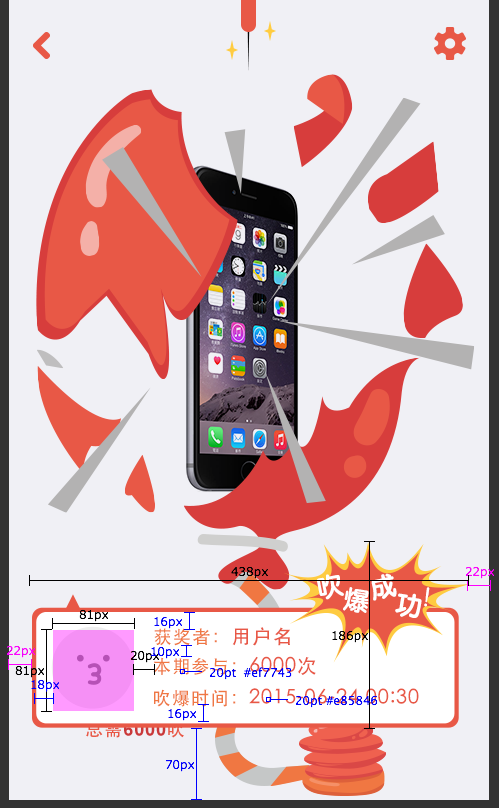 438px
22px
吹爆成功!
81px
16px
获奖者：用户名
186px
22px
10px
20px
本期参与：6000次
81px
20pt #ef7743
18px
吹爆时间：2015-06-24 00:30
20pt #e85846
16px
总需6000吹
70px